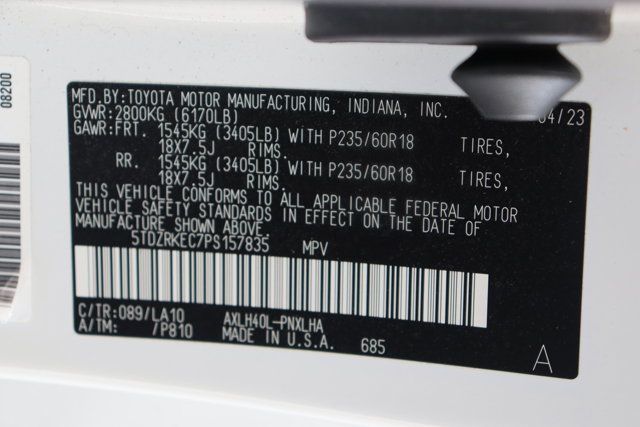 08200
MFD.BY:TOYOTA MOTOR MANUFACTURING, INDIANA, INC. 04/23
GVWR:2800KG (6170LB)
GAWR:FRT. 1545KG (3405LB) WITH P235/60R18 TIRES,
18X7.5J RIMS.
RR. 1545KG (3405LB) WITH P235/60R18 TIRES,
18X7.5J RIMS.
THIS VEHICLE CONFORMS TO ALL APPLICABLE FEDERAL MOTOR
VEHICLE SAFETY STANDARDS IN EFFECT ON THE DATE OF
MANUFACTURE SHOWN ABOVE.
5TDZRKEC7PS157835 MPV
C/TR:089/LA10 AXLH40L-PNXLHA
A/TM: /P810 MADE IN U.S.A. 685
A